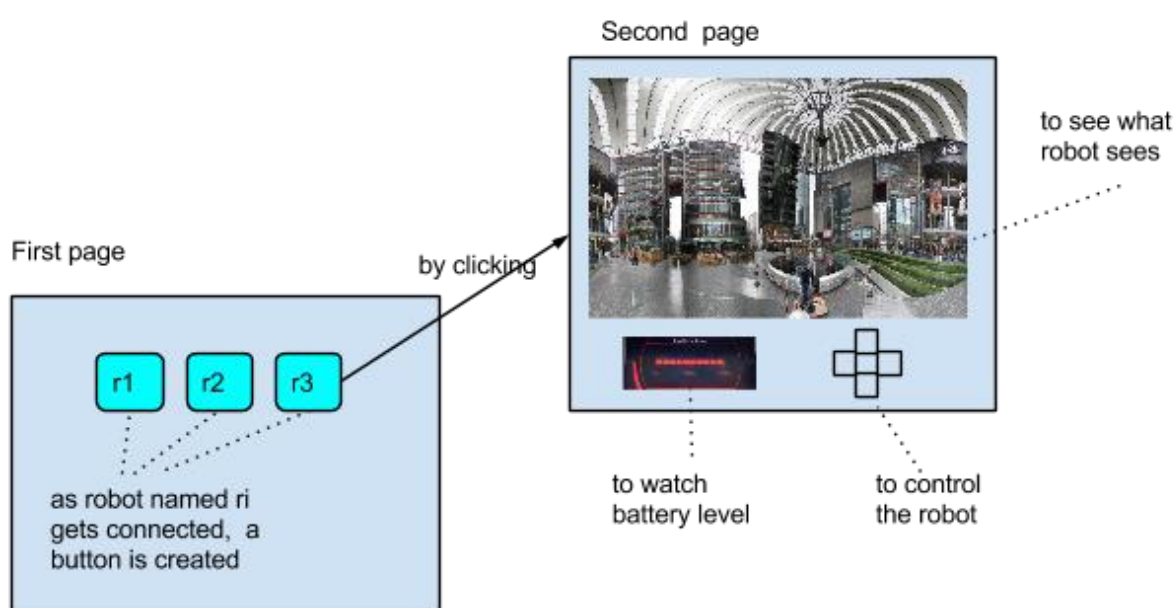 Second page
to see what
robot sees
First page
by clicking
r1
r2
r3
as robot named ri
gets connected, a
button is created
to watch
battery level
to control
the robot